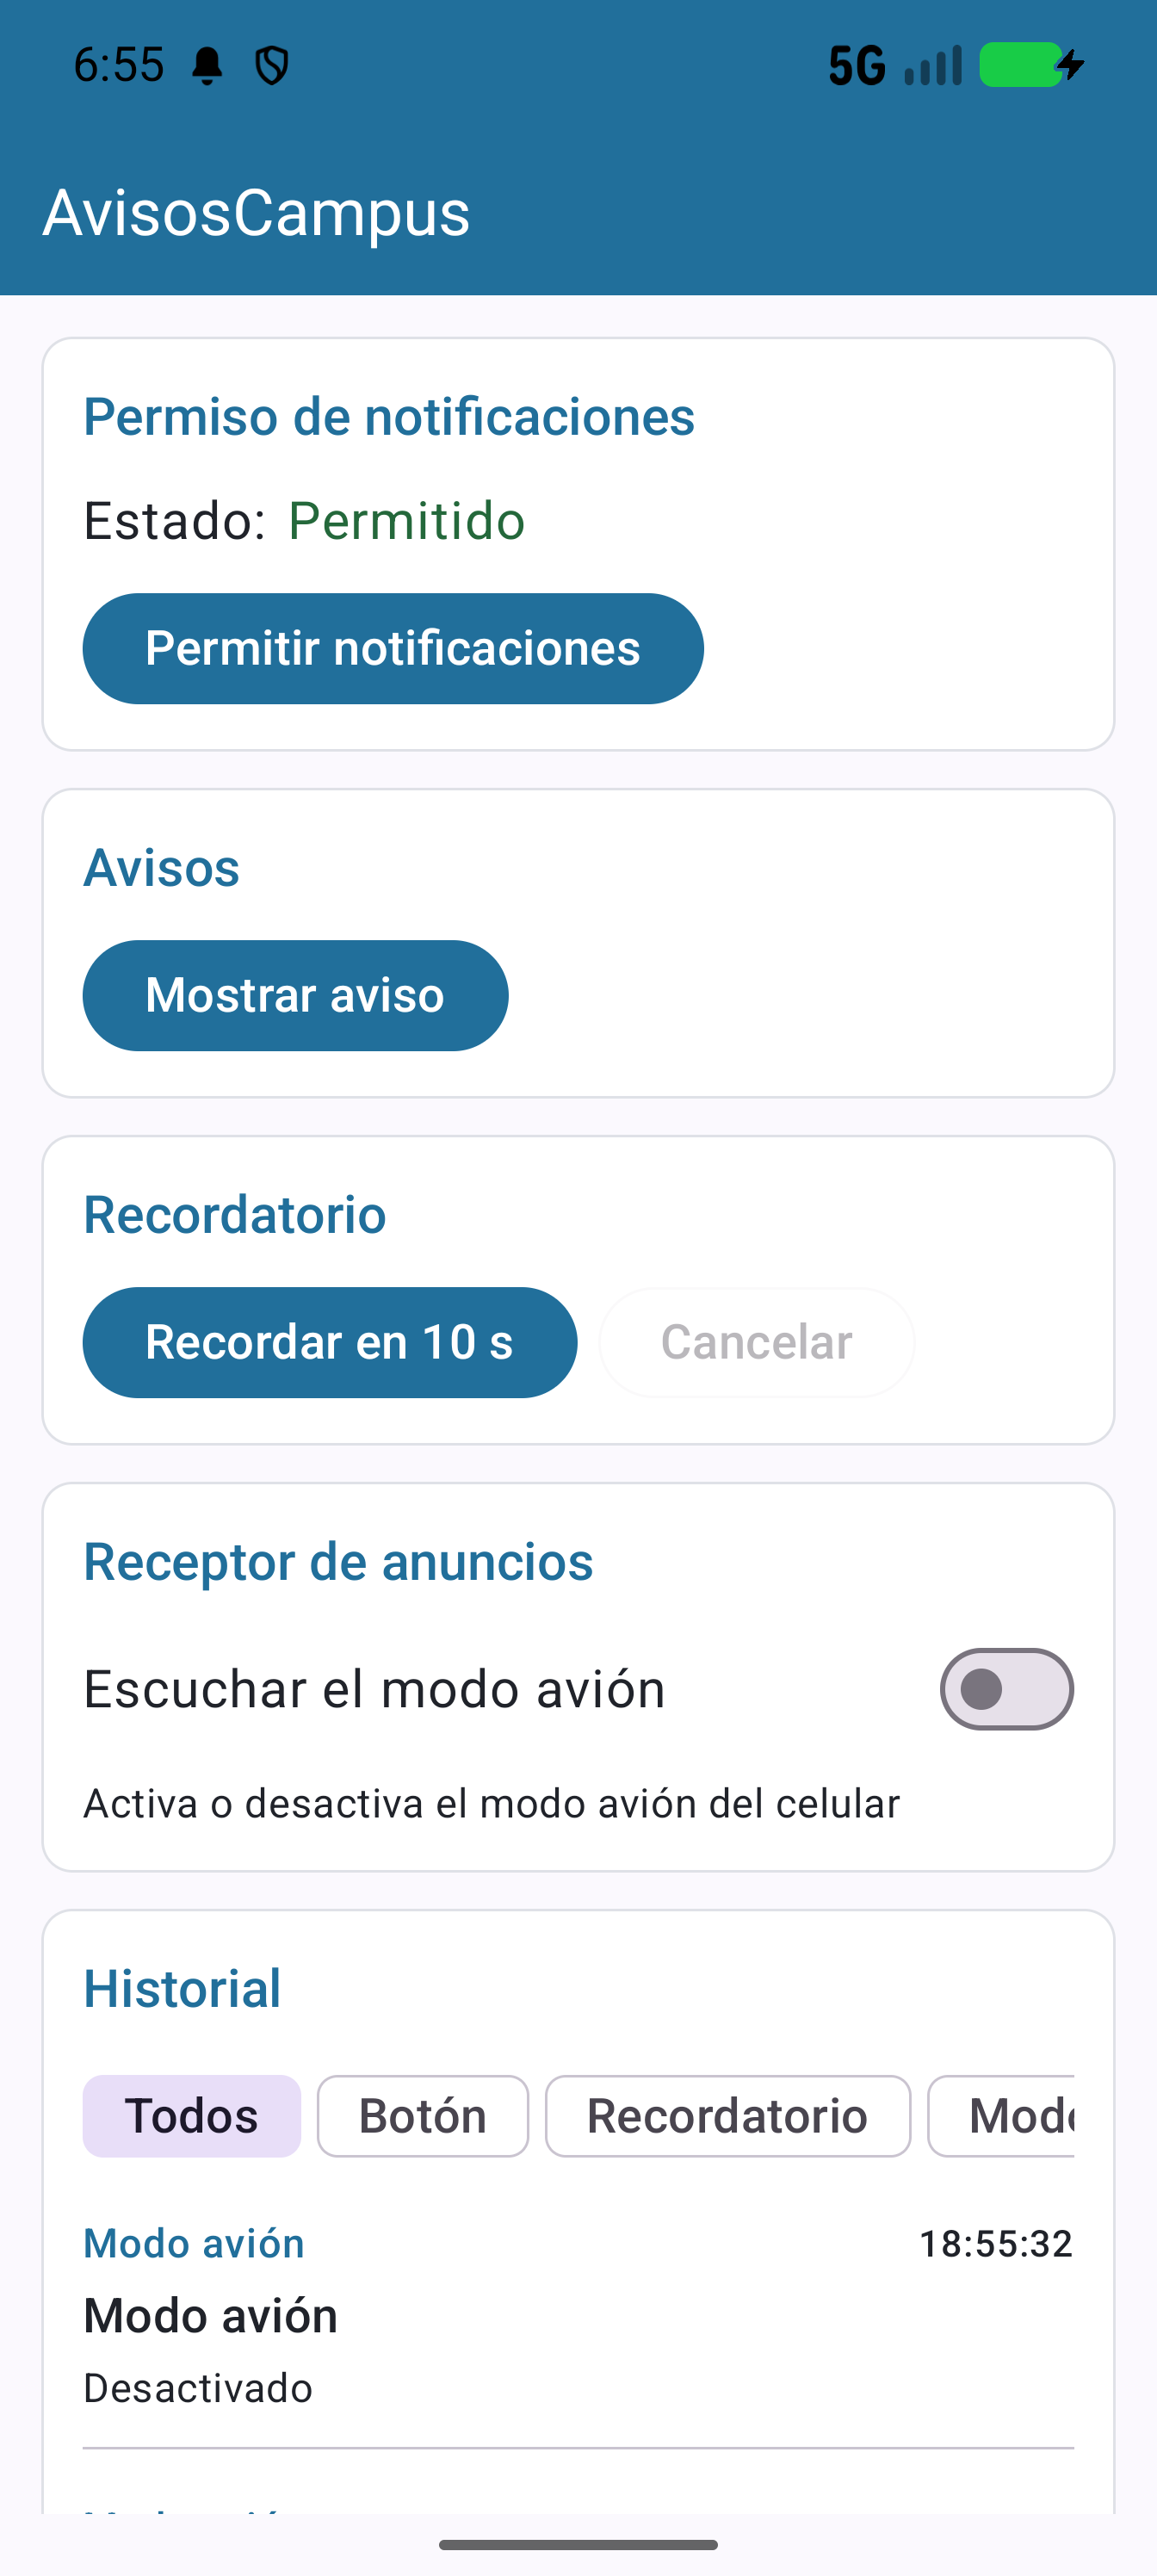 6:55
5G
AvisosCampus
Permiso de notificaciones
Estado: Permitido
Permitir notificaciones
Avisos
Mostrar aviso
Recordatorio
Recordar en 10 s
Cancelar
Receptor de anuncios
Escuchar el modo avión
Activa o desactiva el modo avión del celular
Historial
Todos
Botón
Recordatorio
Modo avión
18:55:32
Modo avión
Desactivado